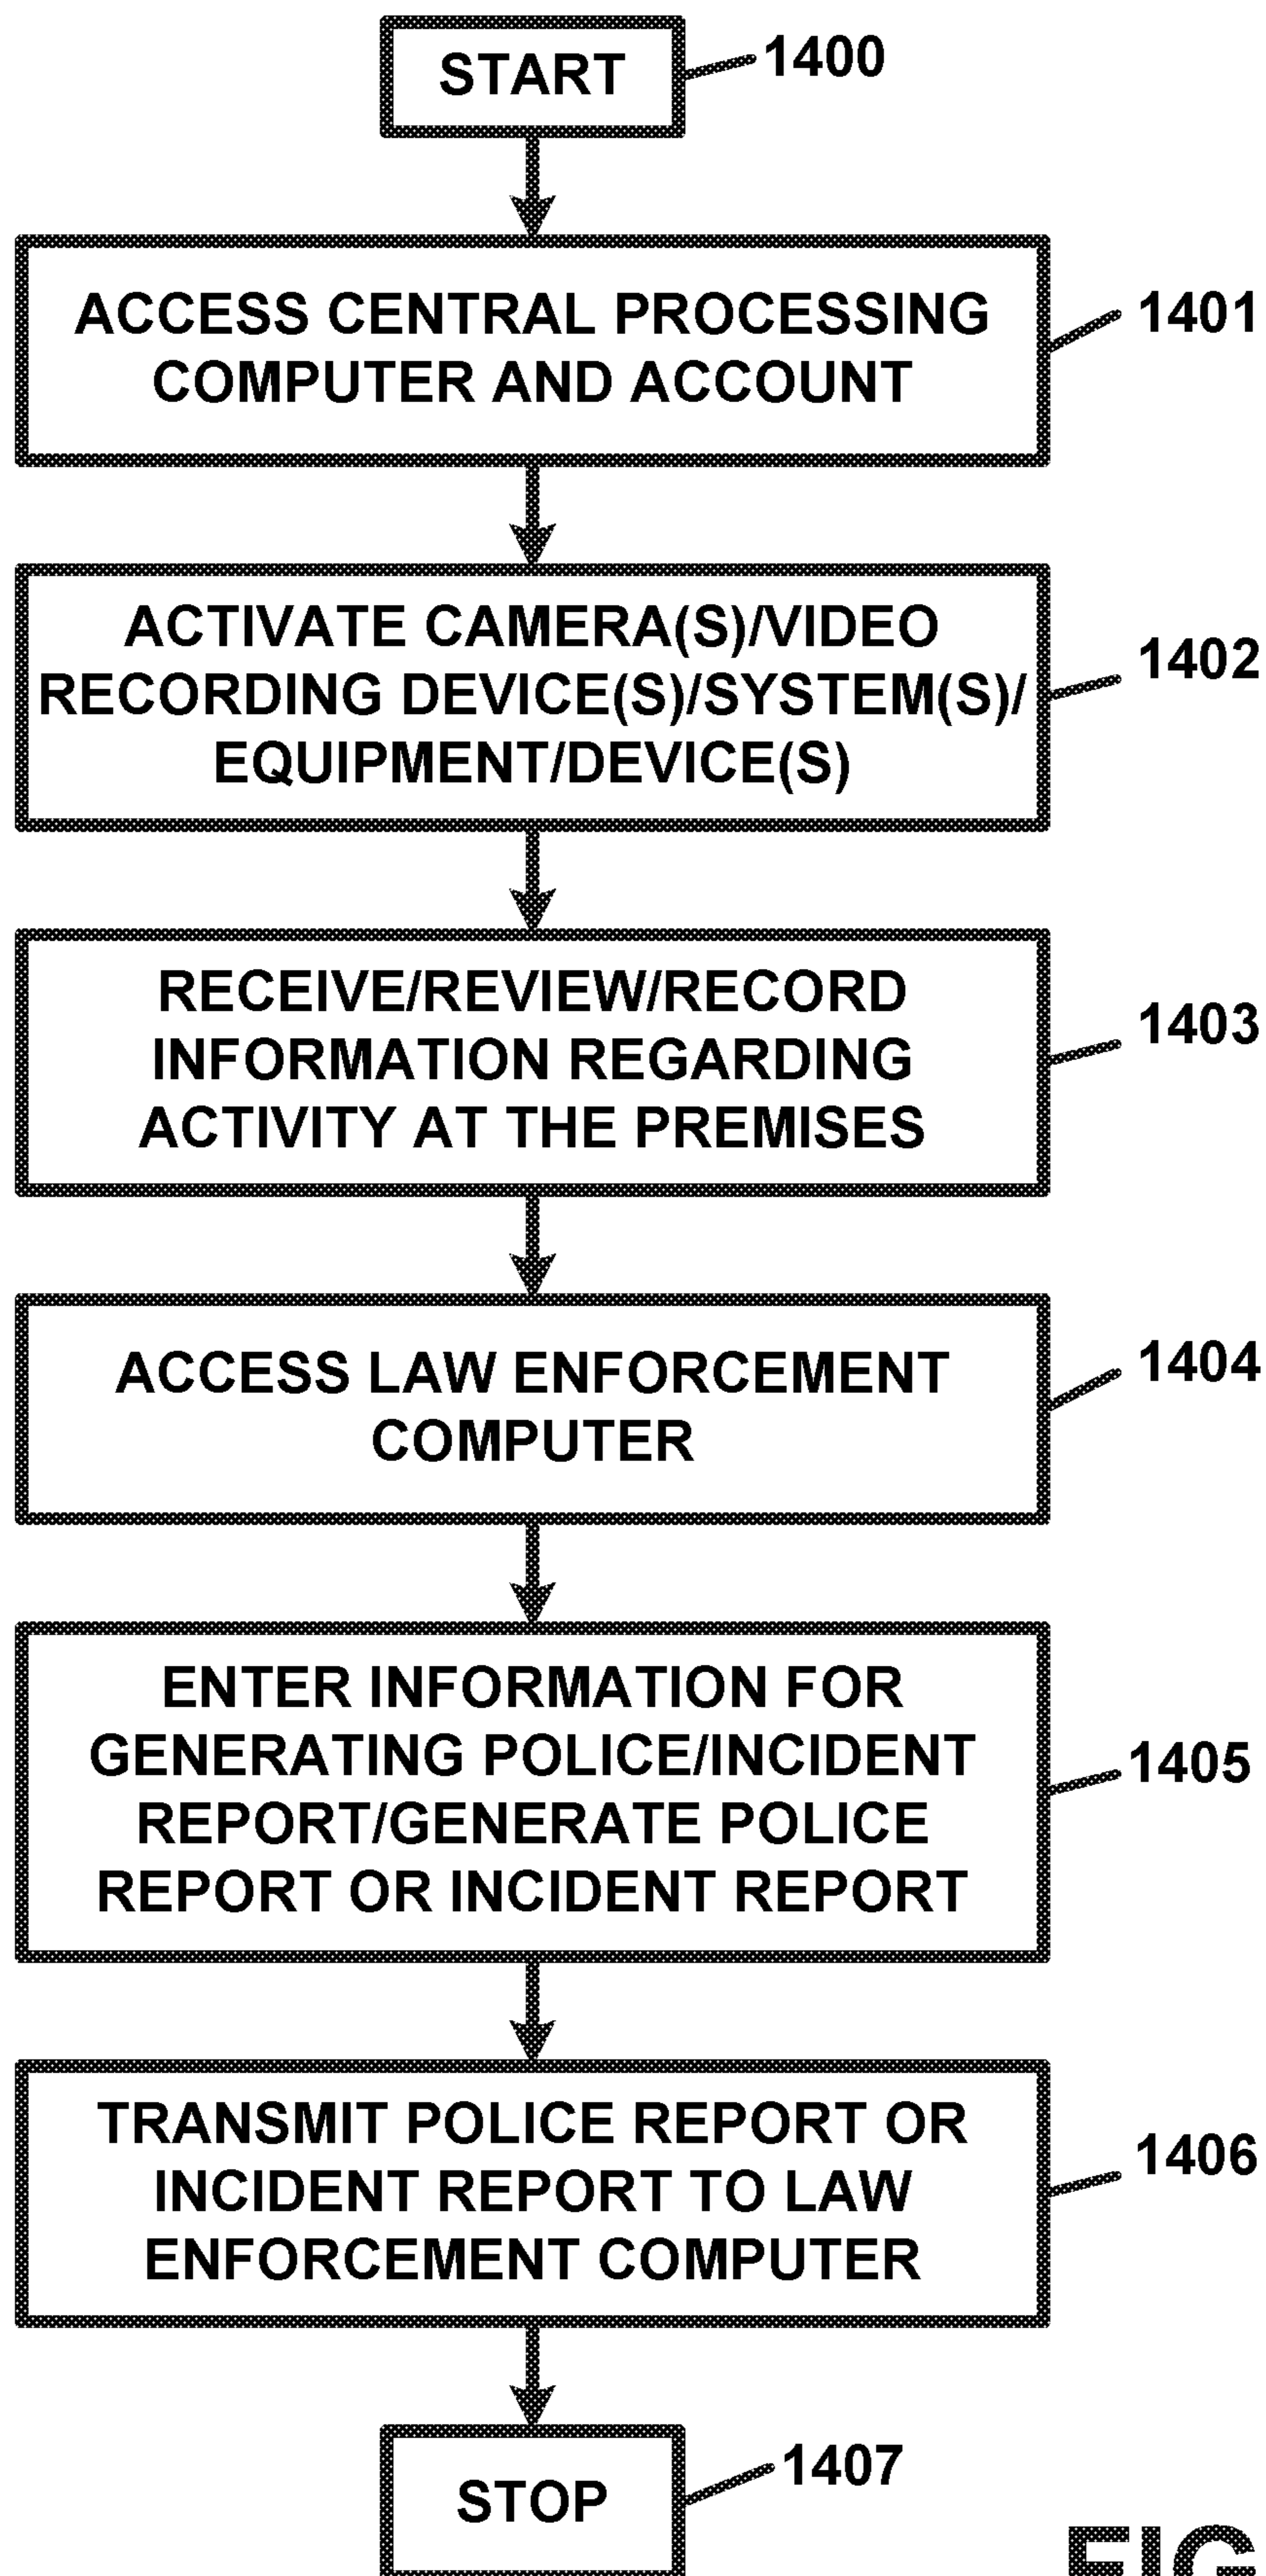 START
1400
ACCESS CENTRAL PROCESSING
COMPUTER AND ACCOUNT
1401
ACTIVATE CAMERA(S)/VIDEO
RECORDING DEVICE(S)/SYSTEM(S)/
EQUIPMENT/DEVICE(S)
1402
RECEIVE/REVIEW/RECORD
INFORMATION REGARDING
ACTIVITY AT THE PREMISES
1403
ACCESS LAW ENFORCEMENT
COMPUTER
1404
ENTER INFORMATION FOR
GENERATING POLICE/INCIDENT
REPORT/GENERATE POLICE
REPORT OR INCIDENT REPORT
1405
TRANSMIT POLICE REPORT OR
INCIDENT REPORT TO LAW
ENFORCEMENT COMPUTER
1406
STOP
1407
FIG